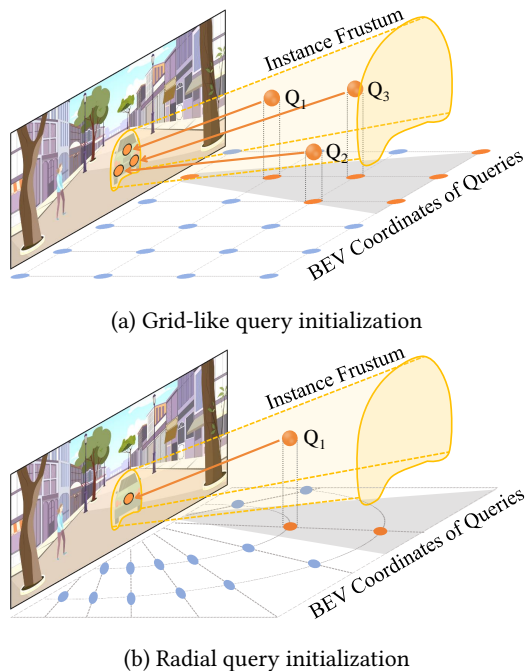 Instance Frustum
Q1
Q3
Q2
BEV Coordinates of Queries
(a) Grid-like query initialization
Instance Frustum
Q1
BEV Coordinates of Queries
(b) Radial query initialization